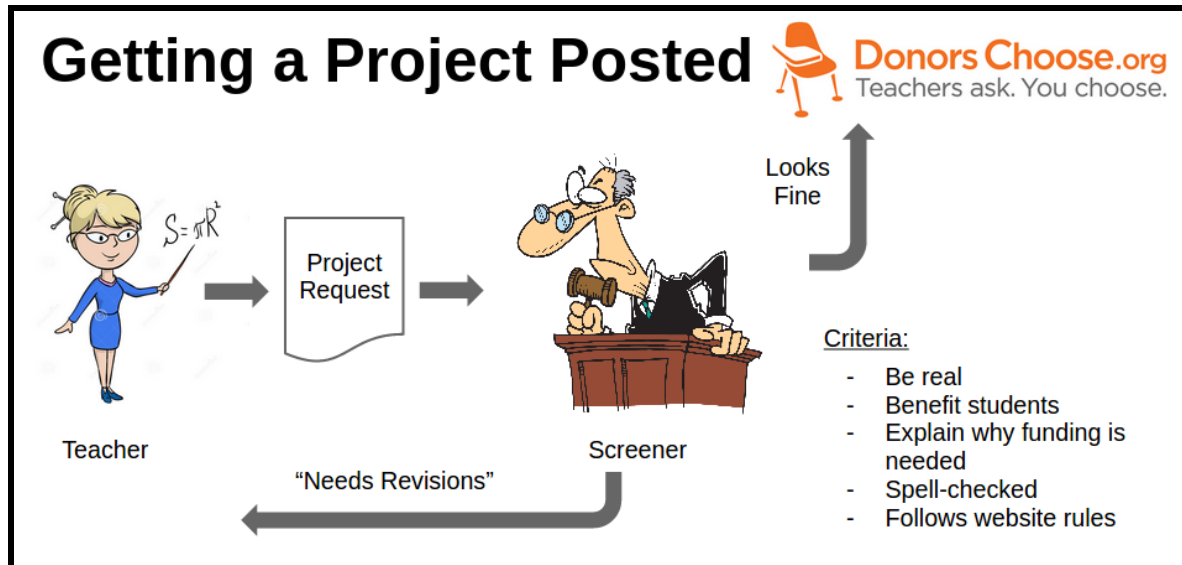 Getting a Project Posted
DonorsChoose.org
Teachers ask. You choose.
Looks
Fine
S=πR²
Project
Request
Criteria:
- Be real
- Benefit students
- Explain why funding is
needed
- Spell-checked
- Follows website rules
Teacher
Screener
“Needs Revisions”